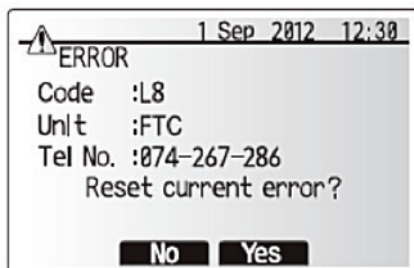 1 Sep 2012 12:30
ERROR
Code :L8
Unit :FTC
Tel No. :074-267-286
Reset current error?
No Yes